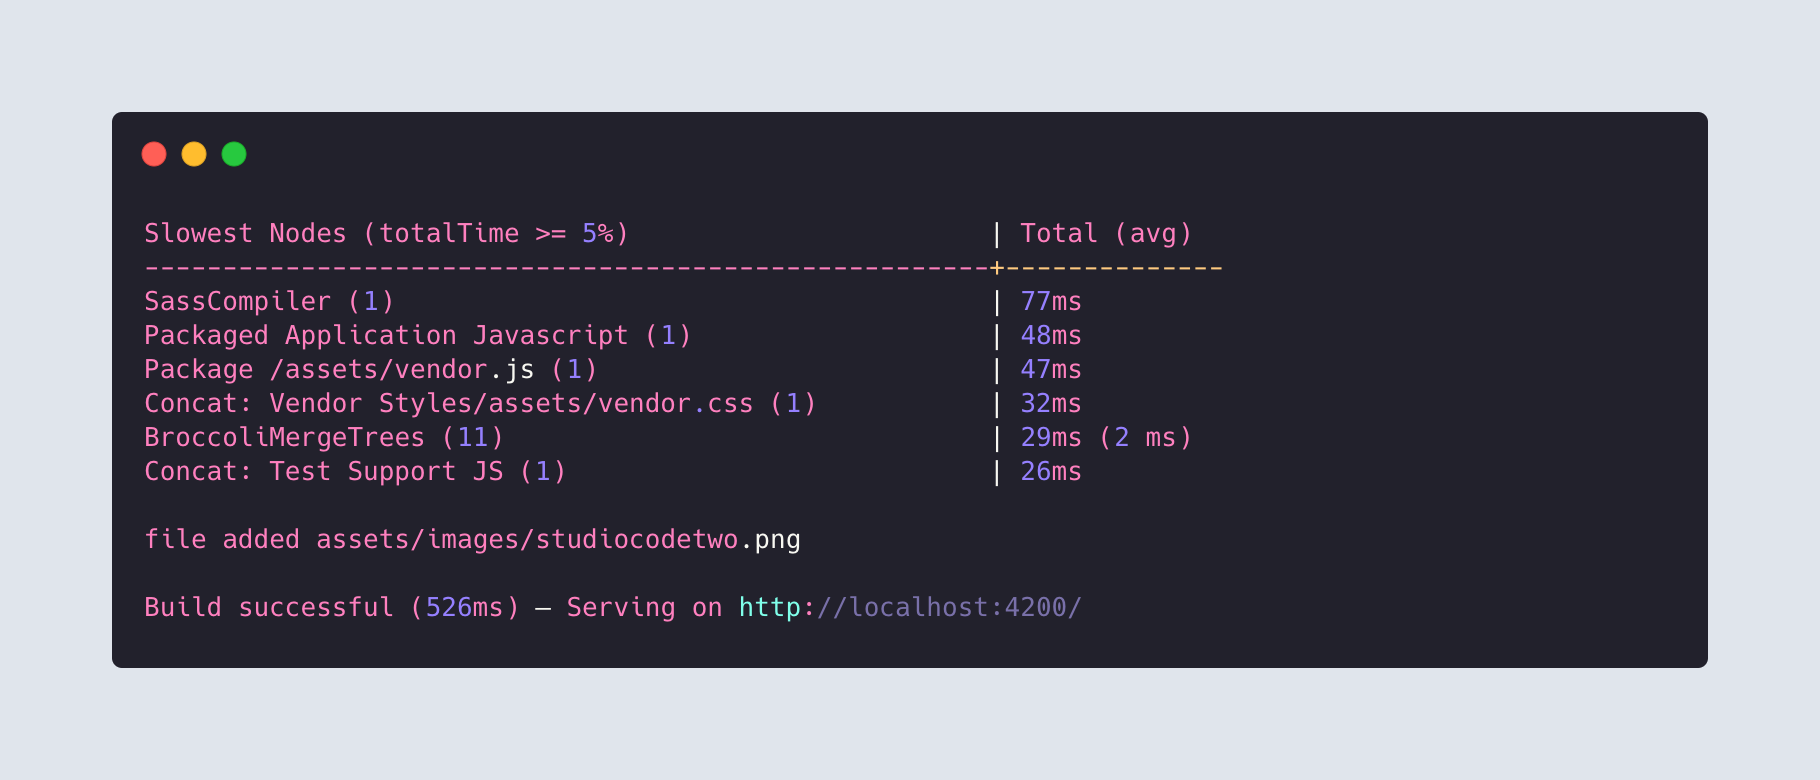 Slowest Nodes (totalTime >= 5%)                       | Total (avg)
------------------------------------------------------+--------------
SassCompiler (1)                                      | 77ms
Packaged Application Javascript (1)                   | 48ms
Package /assets/vendor.js (1)                         | 47ms
Concat: Vendor Styles/assets/vendor.css (1)           | 32ms
BroccoliMergeTrees (11)                               | 29ms (2 ms)
Concat: Test Support JS (1)                           | 26ms
file added assets/images/studiocodetwo.png
Build successful (526ms) – Serving on http://localhost:4200/